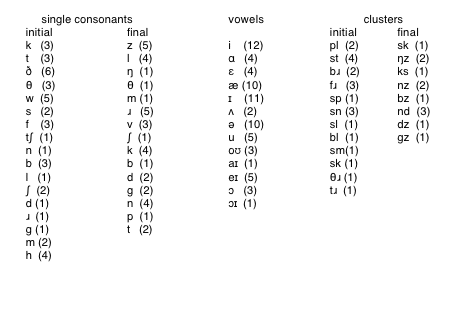 single consonants vowels clusters
initial final initial final
k (3) z (5) i (12) pl (2) sk (1)
t (3) l (4) ɑ (4) st (4) ŋz (2)
ð (6) ŋ (1) ɛ (4) bɹ (2) ks (1)
θ (3) θ (1) æ (10) fɹ (3) nz (2)
w (5) m (1) ɪ (11) sp (1) bz (1)
s (2) ɹ (5) ʌ (2) sn (3) nd (3)
f (3) v (3) ə (10) sl (1) dz (1)
tʃ (1) ʃ (1) u (5) bl (1) gz (1)
n (1) k (4) oʊ (3) sm(1)
b (3) b (1) aɪ (1) sk (1)
l (1) d (2) eɪ (5) θɹ (1)
ʃ (2) g (2) ɔ (3) tɹ (1)
d (1) n (4) ɔɪ (1)
ɹ (1) p (1)
g (1) t (2)
m (2)
h (4)